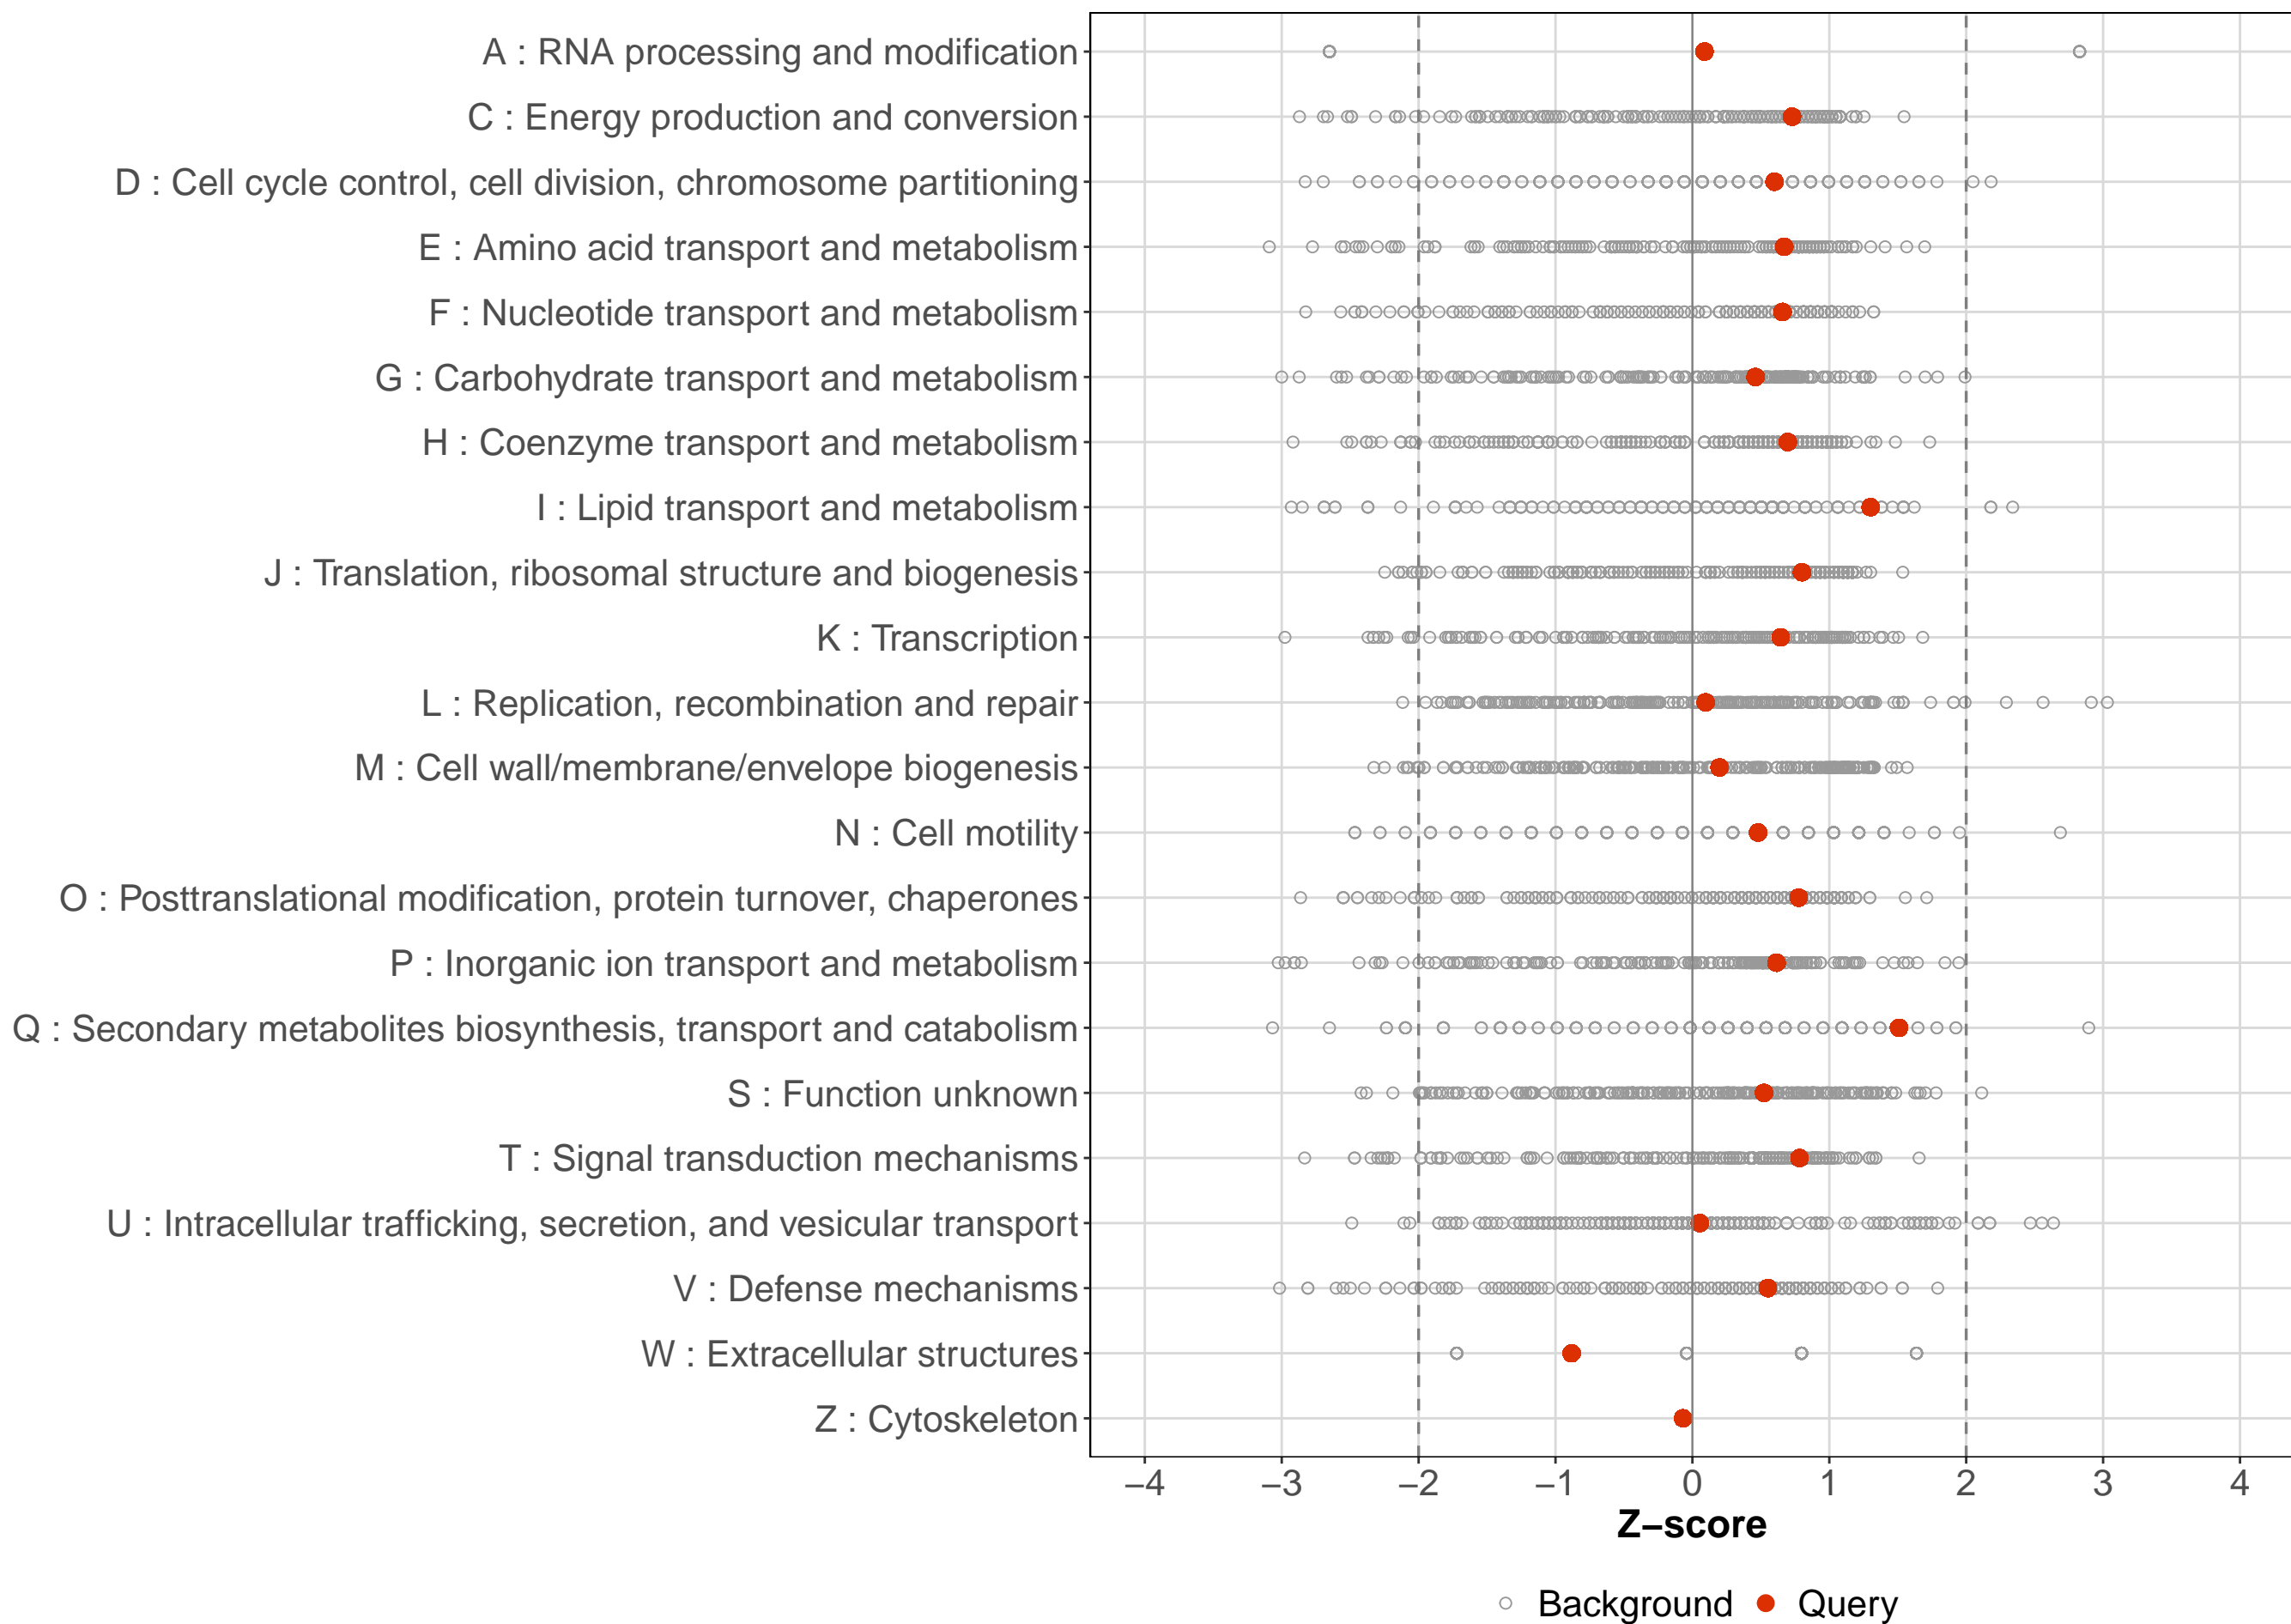 A : RNA processing and modification
C : Energy production and conversion
D : Cell cycle control, cell division, chromosome partitioning
E : Amino acid transport and metabolism
F : Nucleotide transport and metabolism
G : Carbohydrate transport and metabolism
H : Coenzyme transport and metabolism
I : Lipid transport and metabolism
J : Translation, ribosomal structure and biogenesis
K : Transcription
L : Replication, recombination and repair
M : Cell wall/membrane/envelope biogenesis
N : Cell motility
O : Posttranslational modification, protein turnover, chaperones
P : Inorganic ion transport and metabolism
Q : Secondary metabolites biosynthesis, transport and catabolism
S : Function unknown
T : Signal transduction mechanisms
U : Intracellular trafficking, secretion, and vesicular transport
V : Defense mechanisms
W : Extracellular structures
Z : Cytoskeleton
−4 −3 −2 −1 0 1 2 3 4
Z−score
Background Query